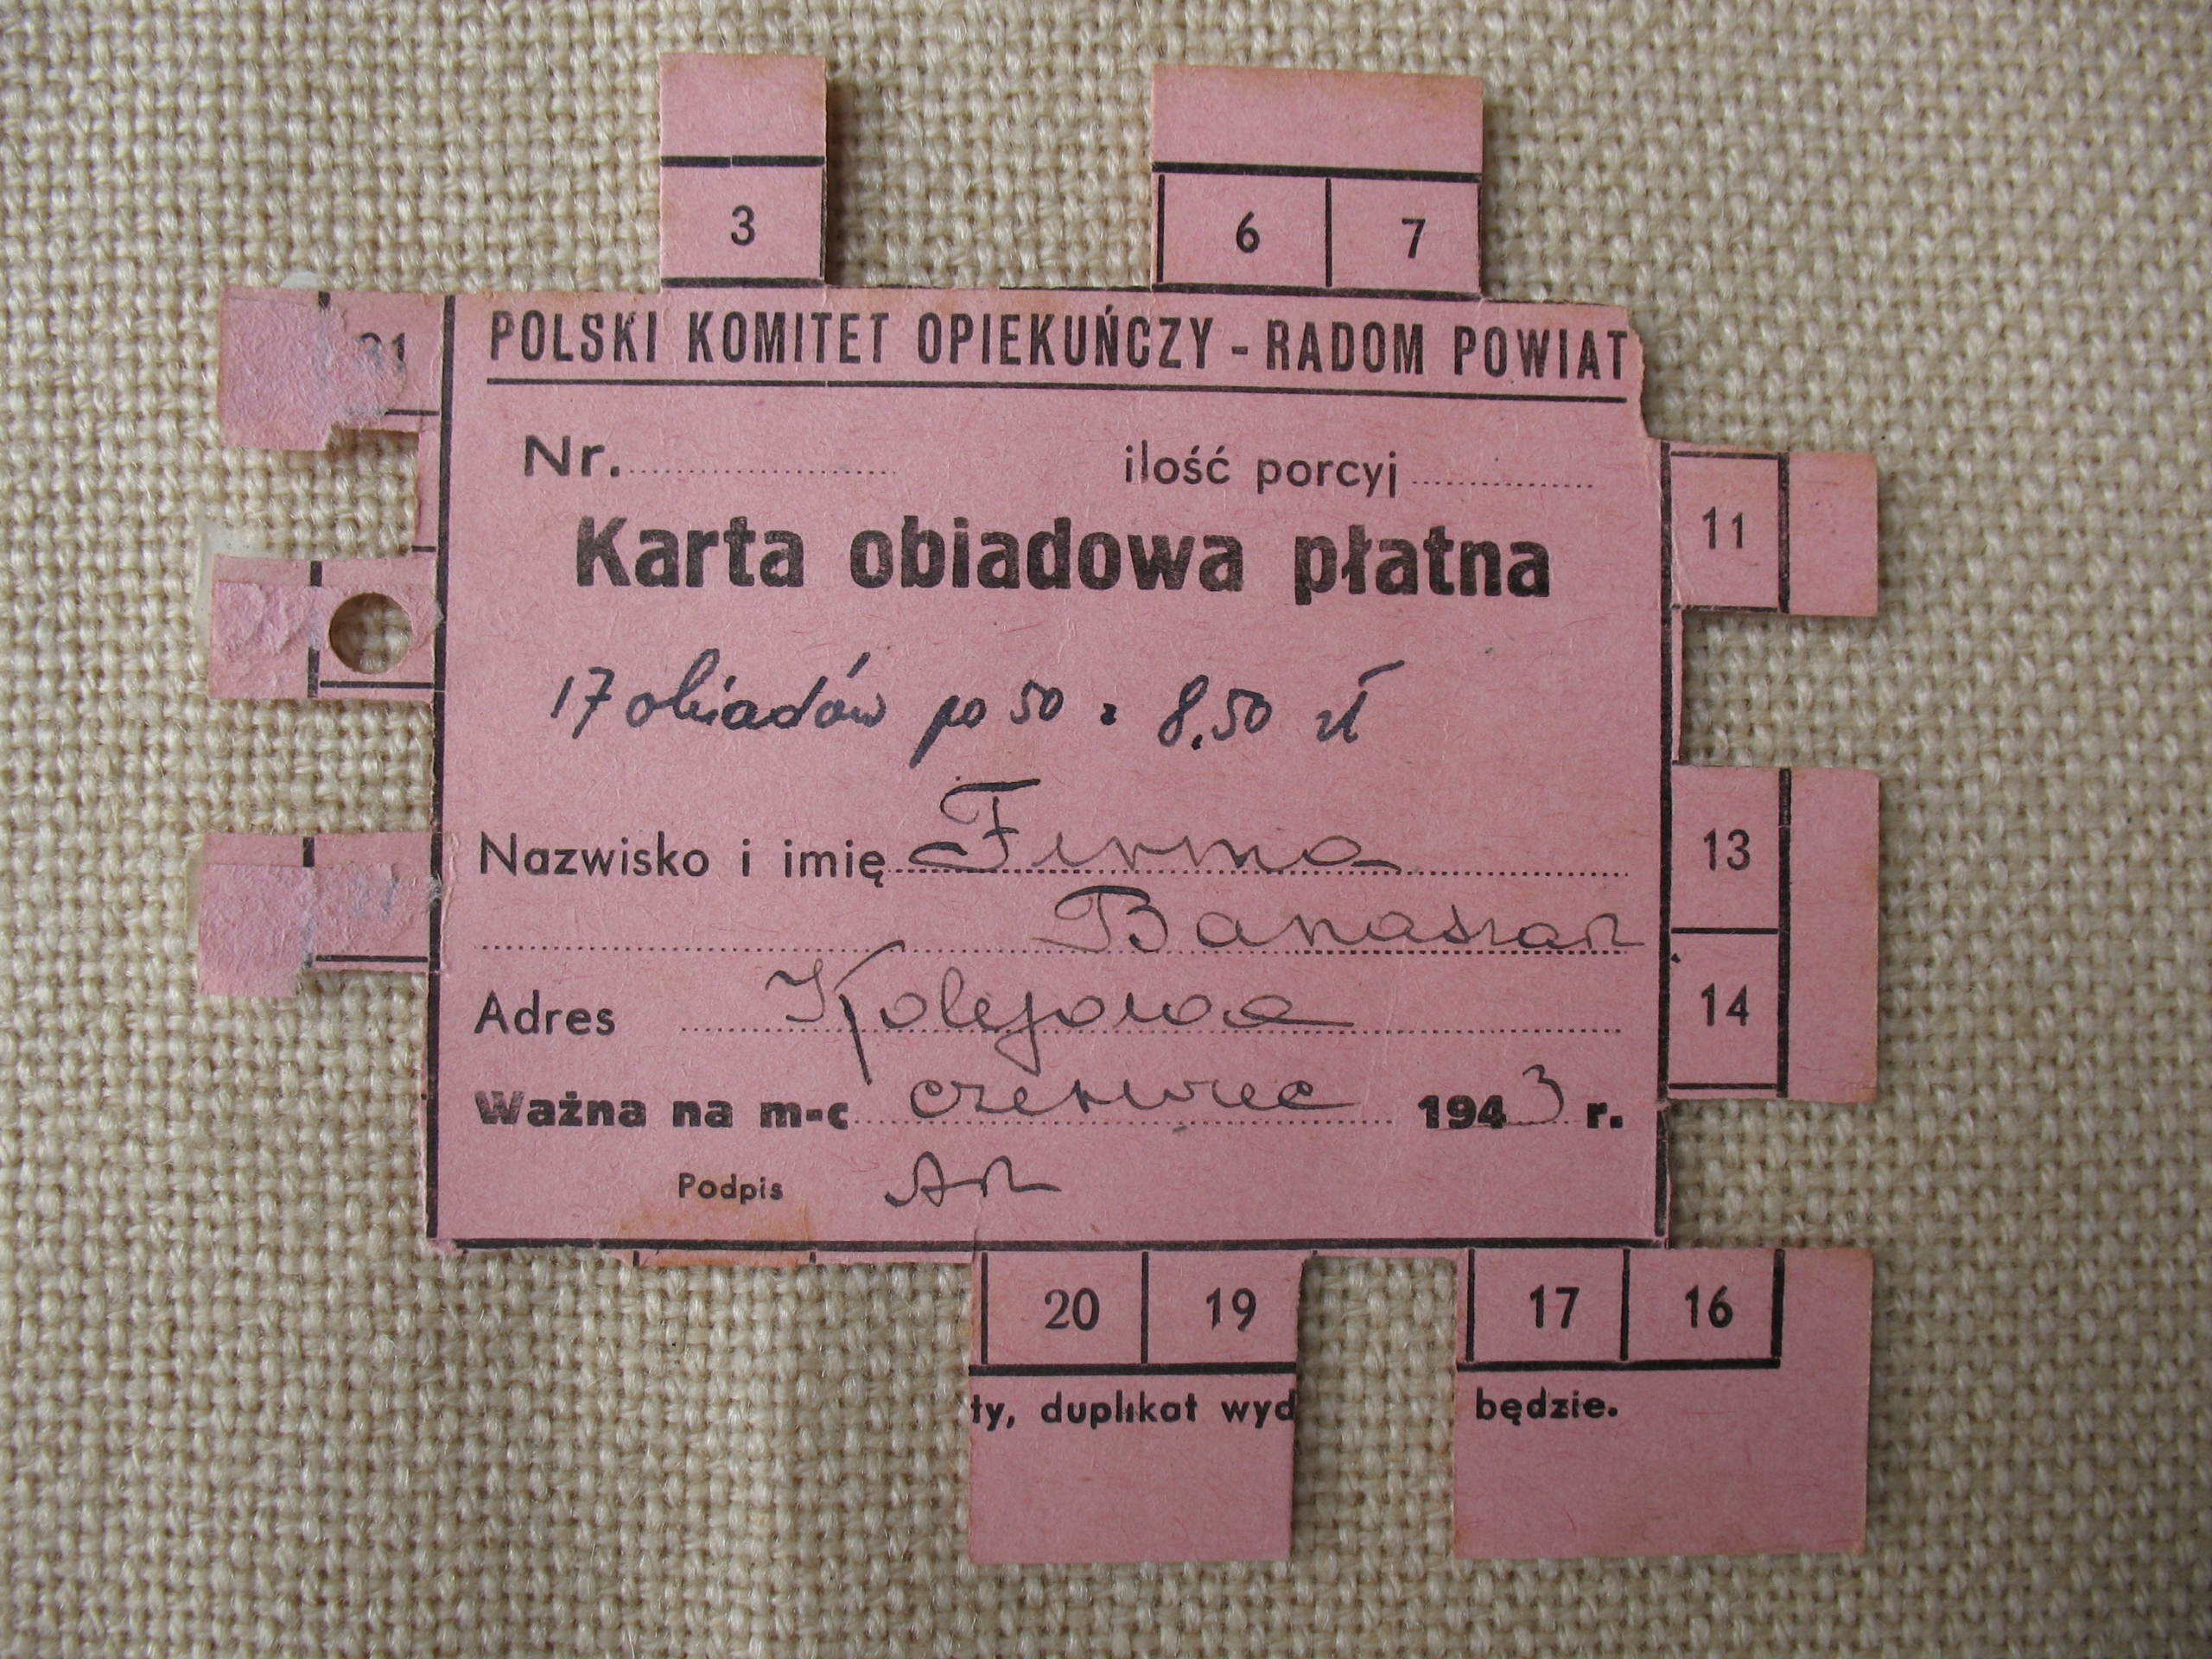 3
6 7
31
POLSKI KOMITET OPIEKUŃCZY - RADOM POWIAT
Nr. ilość porcyj
11
Karta obiadowa płatna
17 obiadów po 50 = 8.50 zł
Nazwisko i imię Firma
13
Banaszak
Adres Kolejowa
14
Ważna na m-c czerwiec 1943 r.
Podpis
20 19 17 16
ty, duplikat wyd będzie.